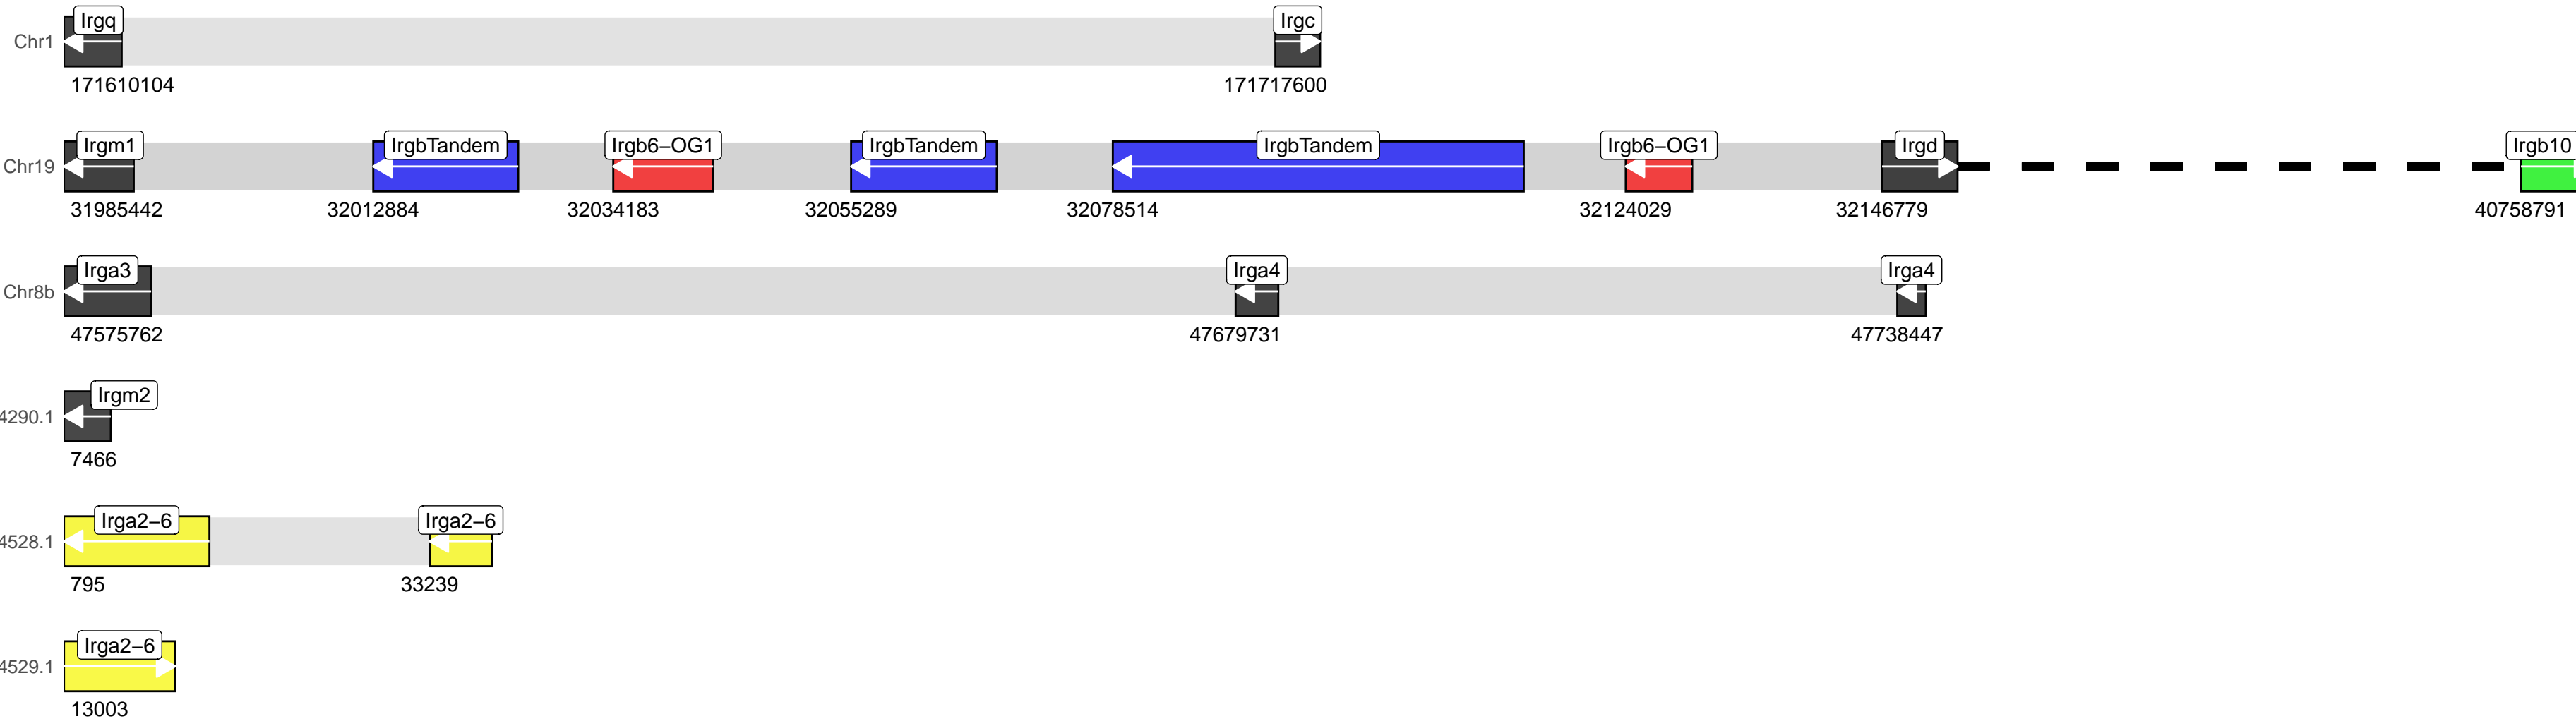 Irgq Irgc
Chr1
171610104 171717600
Irgm1 IrgbTandem Irgb6−OG1 IrgbTandem IrgbTandem Irgb6−OG1 Irgd Irgb10
Chr19
31985442 32012884 32034183 32055289 32078514 32124029 32146779 40758791
Irga3 Irga4 Irga4
Chr8b
47575762 47679731 47738447
Irgm2
4290.1
7466
Irga2−6 Irga2−6
4528.1
795 33239
Irga2−6
4529.1
13003